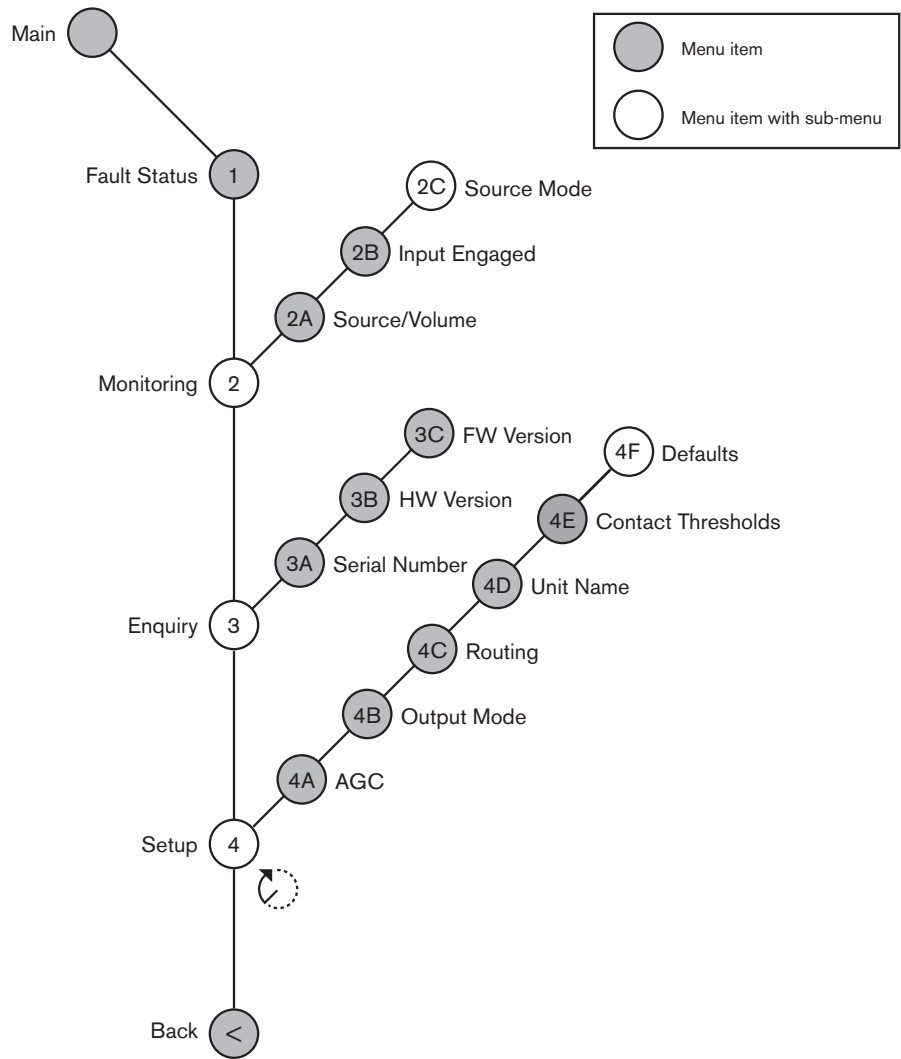 Main
Menu item
Menu item with sub-menu
Fault Status 1
2C Source Mode
2B Input Engaged
2A Source/Volume
Monitoring 2
3C FW Version
4F Defaults
3B HW Version
4E Contact Thresholds
3A Serial Number
4D Unit Name
Enquiry 3
4C Routing
4B Output Mode
4A AGC
Setup 4
Back <